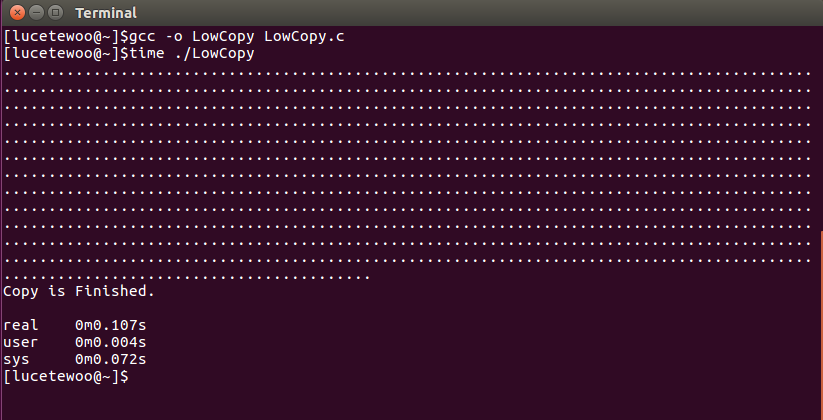 Terminal
[lucetewoo@~]$gcc -o LowCopy LowCopy.c
[lucetewoo@~]$time ./LowCopy
..........................................................................................
..........................................................................................
..........................................................................................
..........................................................................................
..........................................................................................
..........................................................................................
..........................................................................................
..........................................................................................
..........................................................................................
..........................................................................................
..........................................................................................
..........................................................................................
.........................................
Copy is Finished.
real    0m0.107s
user    0m0.004s
sys     0m0.072s
[lucetewoo@~]$